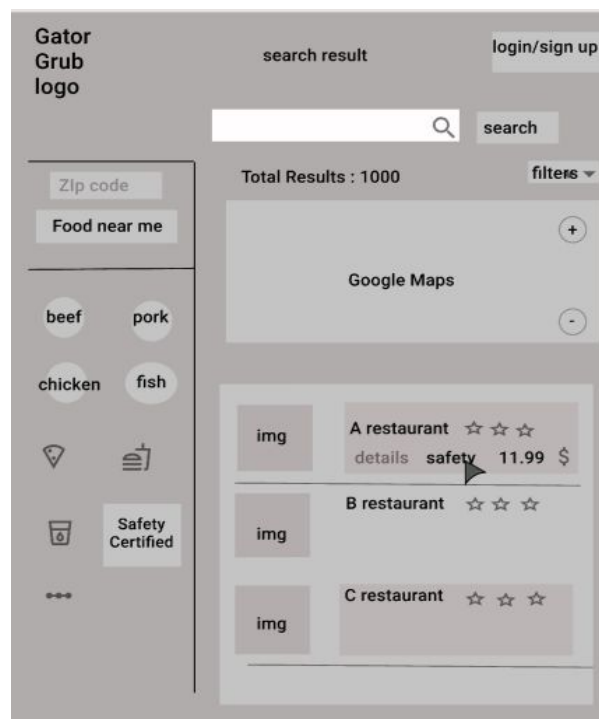 Gator
Grub
logo
search result
login/sign up
search
Total Results : 1000
filters
ZIp code
Food near me
+
Google Maps
-
beef
pork
chicken
fish
Safety
Certified
img
A restaurant
details safety 11.99 $
img
B restaurant
img
C restaurant